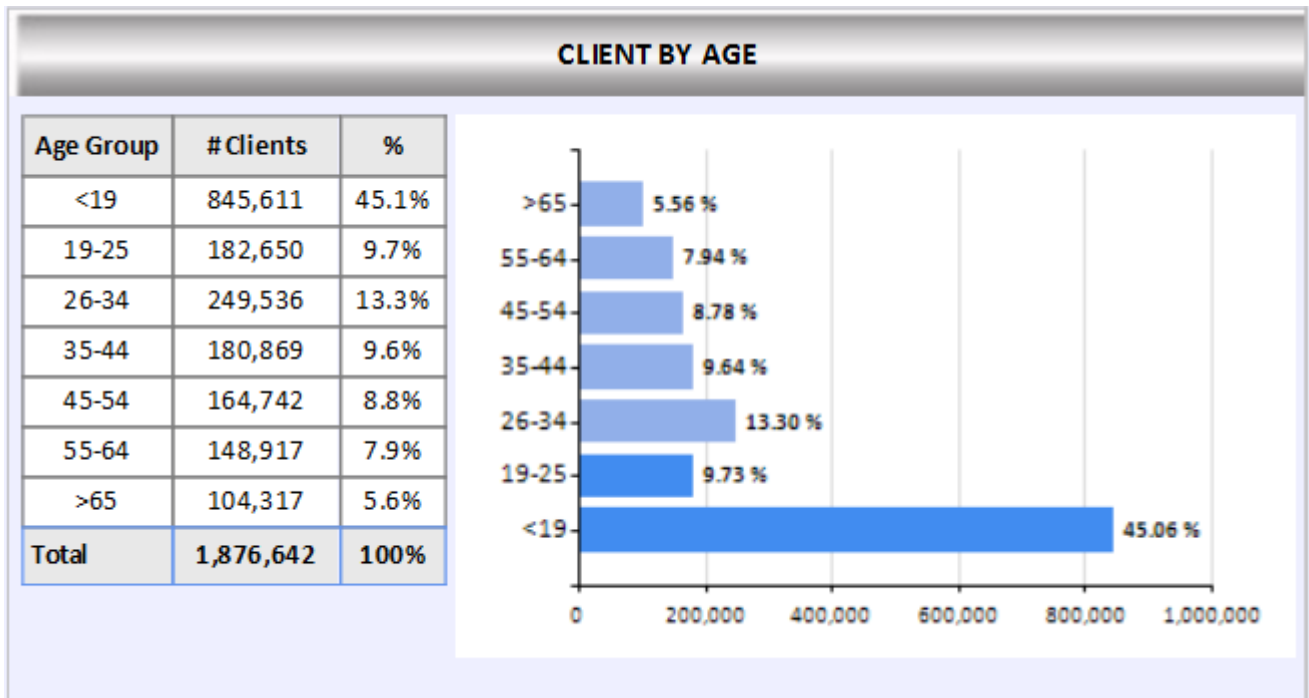 CLIENT BY AGE
Age Group # Clients %
<19 845,611 45.1%
19-25 182,650 9.7%
26-34 249,536 13.3%
35-44 180,869 9.6%
45-54 164,742 8.8%
55-64 148,917 7.9%
>65 104,317 5.6%
Total 1,876,642 100%
>65 5.56 %
55-64 7.94 %
45-54 8.78 %
35-44 9.64 %
26-34 13.30 %
19-25 9.73 %
<19 45.06 %
0 200,000 400,000 600,000 800,000 1,000,000